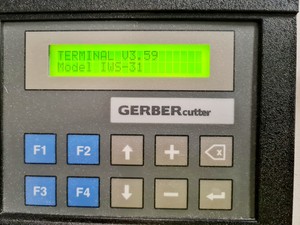 TERMINAL V3.59
Model IWS-31
GERBERcutter
F1 F2
F3 F4